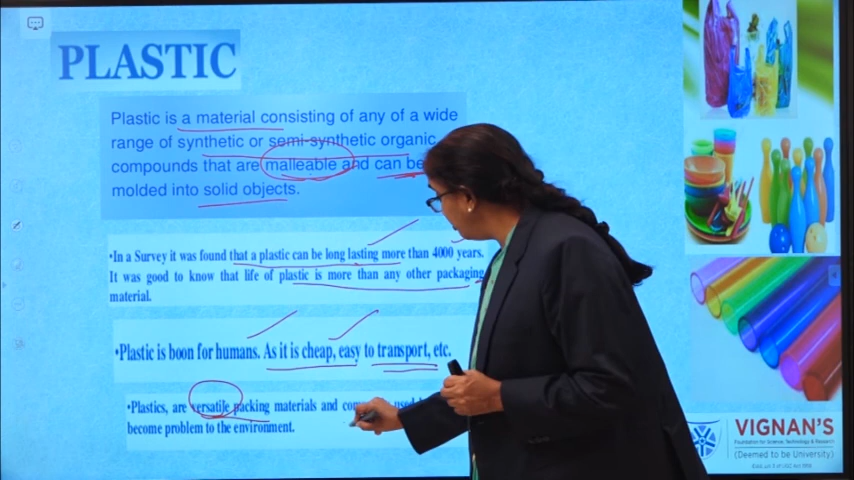 PLASTIC
Plastic is a material consisting of any of a wide
range of synthetic or semi-synthetic organic
compounds that are malleable and can be
molded into solid objects.
•In a Survey it was found that a plastic can be long lasting more than 4000 years.
It was good to know that life of plastic is more than any other packaging
material.
•Plastic is boon for humans. As it is cheap, easy to transport, etc.
•Plastics, are versatile packing materials and used
become problem to the environment.
VIGNAN'S
Foundation for Science, Technology & Research
(Deemed to be University)